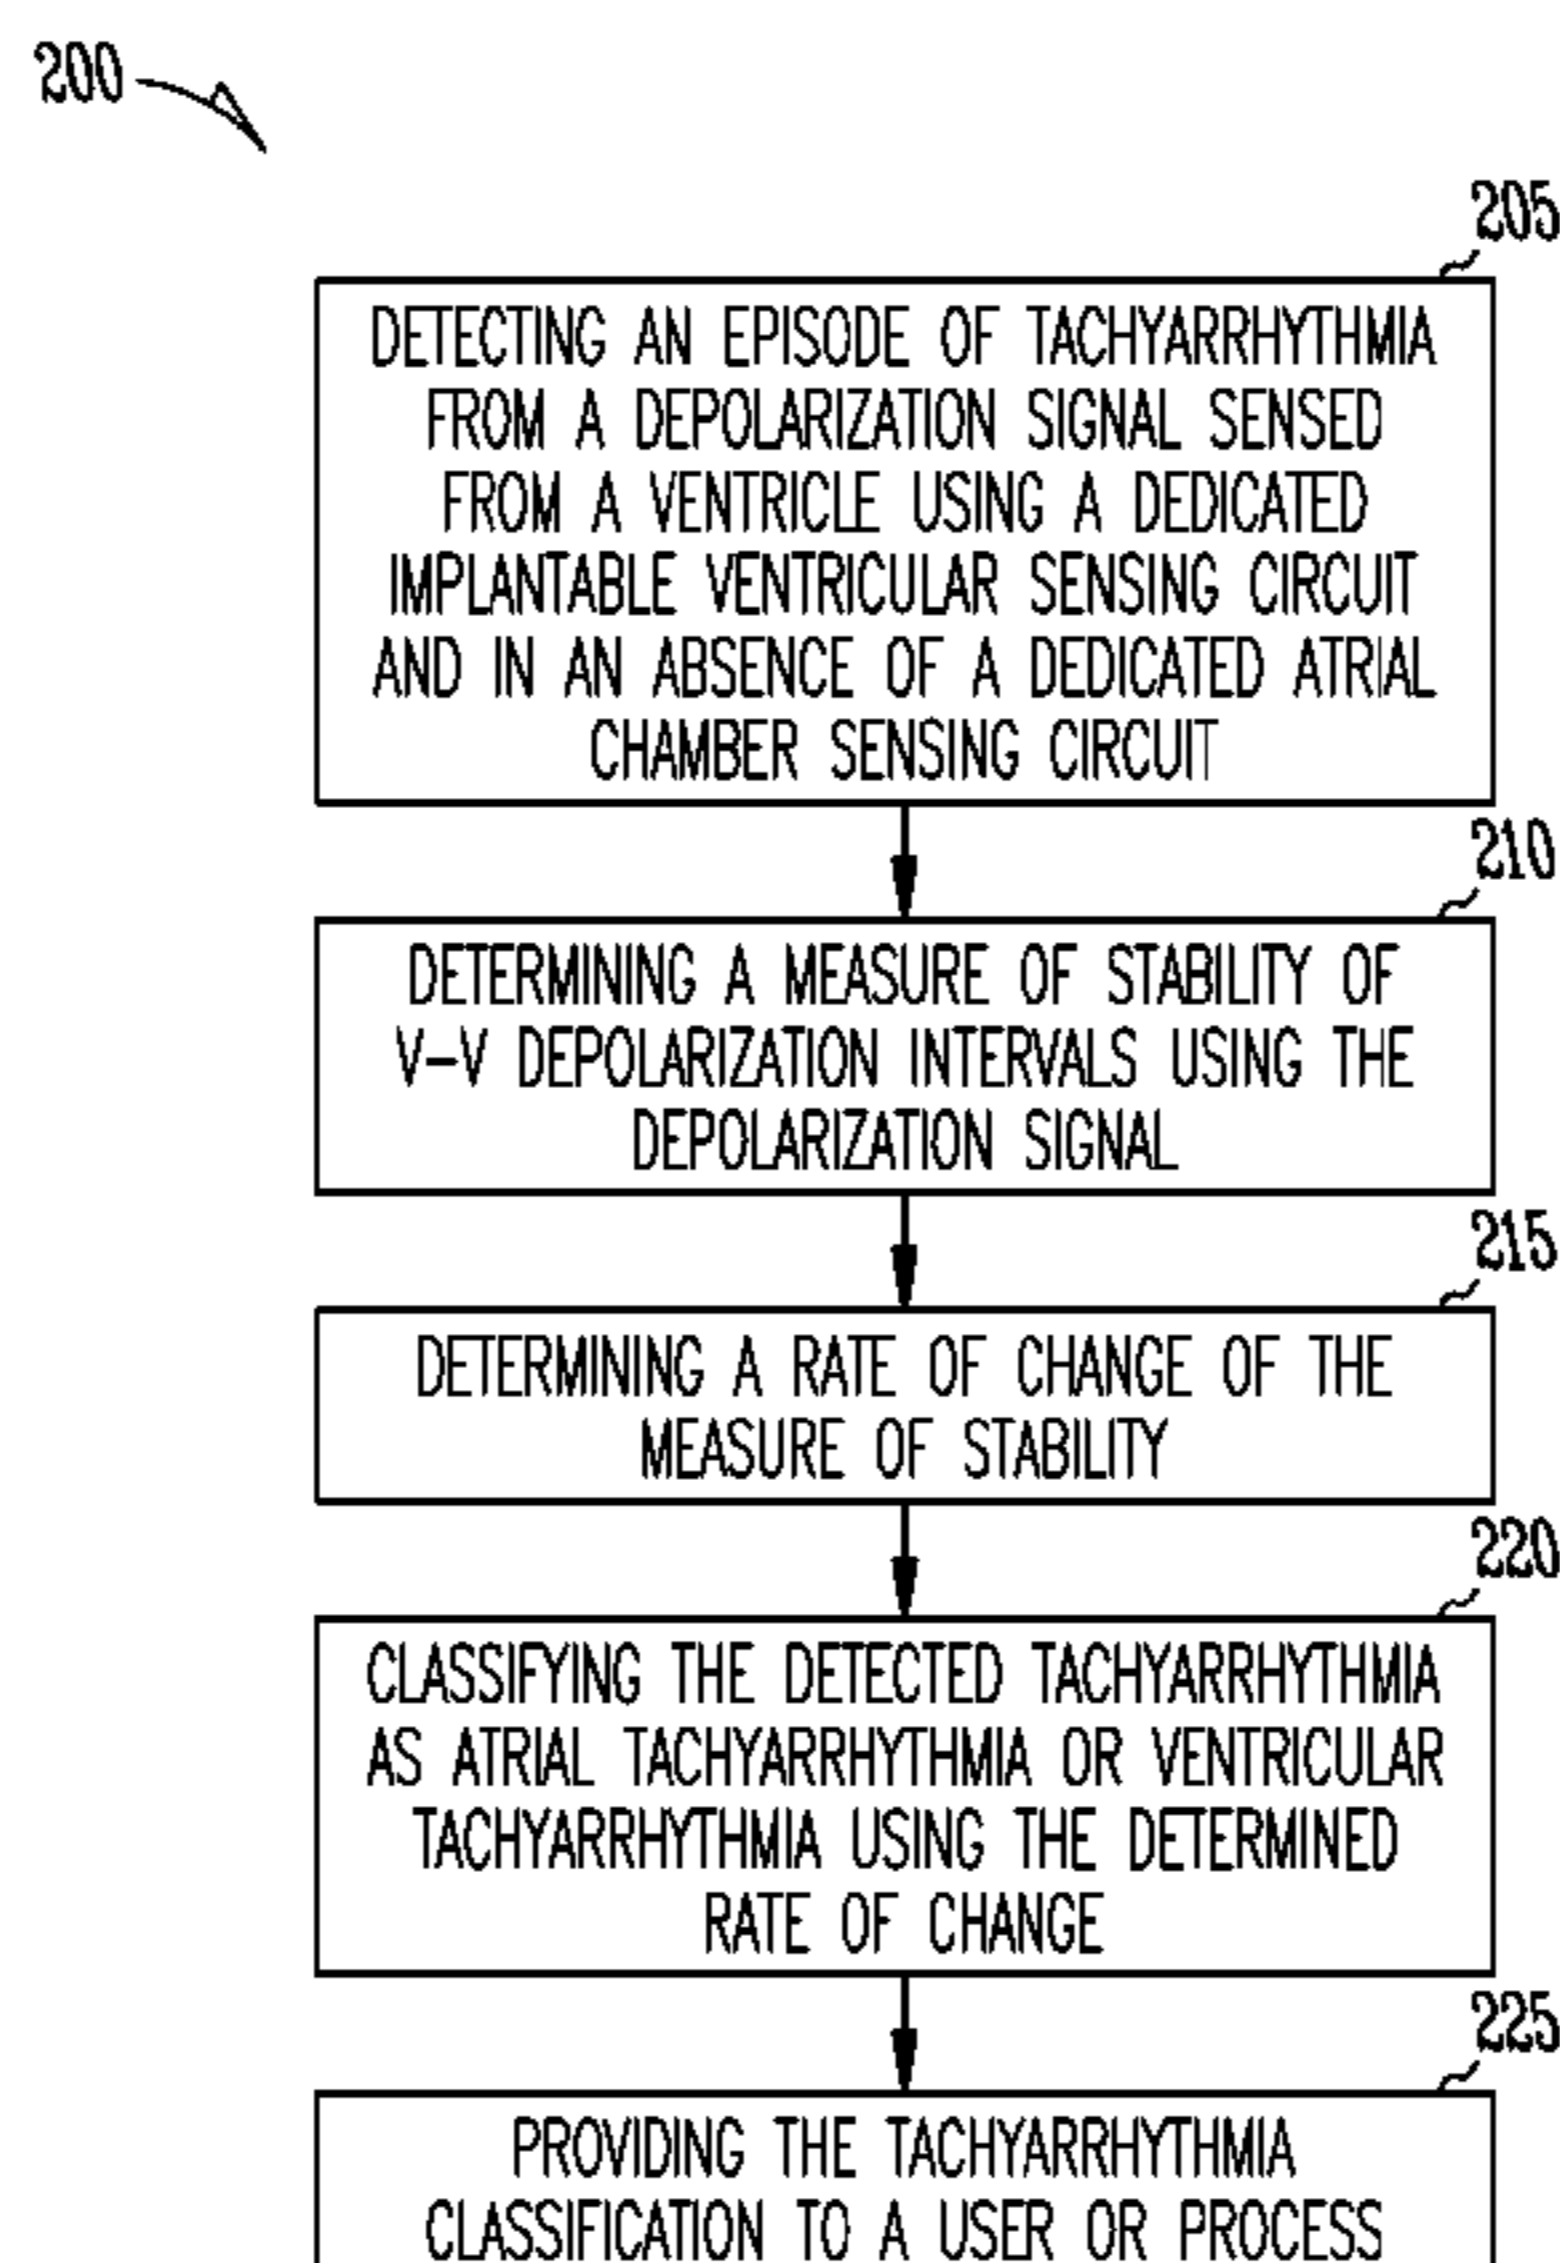 200
205
DETECTING AN EPISODE OF TACHYARRHYTHMIA
FROM A DEPOLARIZATION SIGNAL SENSED
FROM A VENTRICLE USING A DEDICATED
IMPLANTABLE VENTRICULAR SENSING CIRCUIT
AND IN AN ABSENCE OF A DEDICATED ATRIAL
CHAMBER SENSING CIRCUIT
210
DETERMINING A MEASURE OF STABILITY OF
V–V DEPOLARIZATION INTERVALS USING THE
DEPOLARIZATION SIGNAL
215
DETERMINING A RATE OF CHANGE OF THE
MEASURE OF STABILITY
220
CLASSIFYING THE DETECTED TACHYARRHYTHMIA
AS ATRIAL TACHYARRHYTHMIA OR VENTRICULAR
TACHYARRHYTHMIA USING THE DETERMINED
RATE OF CHANGE
225
PROVIDING THE TACHYARRHYTHMIA
CLASSIFICATION TO A USER OR PROCESS